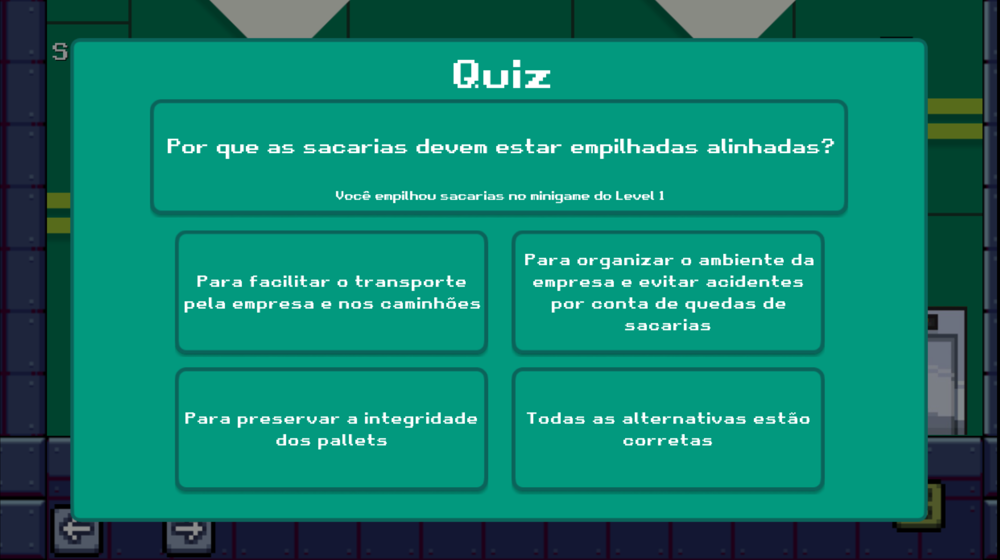 S
Quiz
Por que as sacarias devem estar empilhadas alinhadas?
Você empilhou sacarias no minigame do Level 1
Para facilitar o transporte
pela empresa e nos caminhões
Para organizar o ambiente da
empresa e evitar acidentes
por conta de quedas de
sacarias
Para preservar a integridade
dos pallets
Todas as alternativas estão
corretas